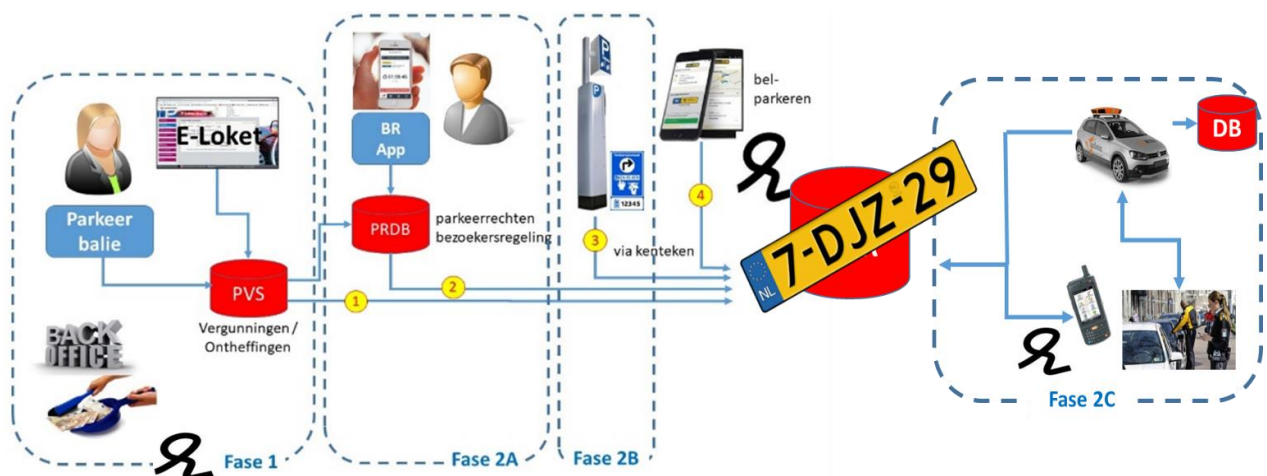 E-Loket
Parkeer
balie
PVS
Vergunningen /
Ontheffingen
BACK
OFFICE
Fase 1
BR
App
PRDB
parkeerrechten
bezoekersregeling
Fase 2A
P
12345
3
via kenteken
Fase 2B
bel-
parkeren
4
2
1
NL
7-DJZ-29
DB
Fase 2C